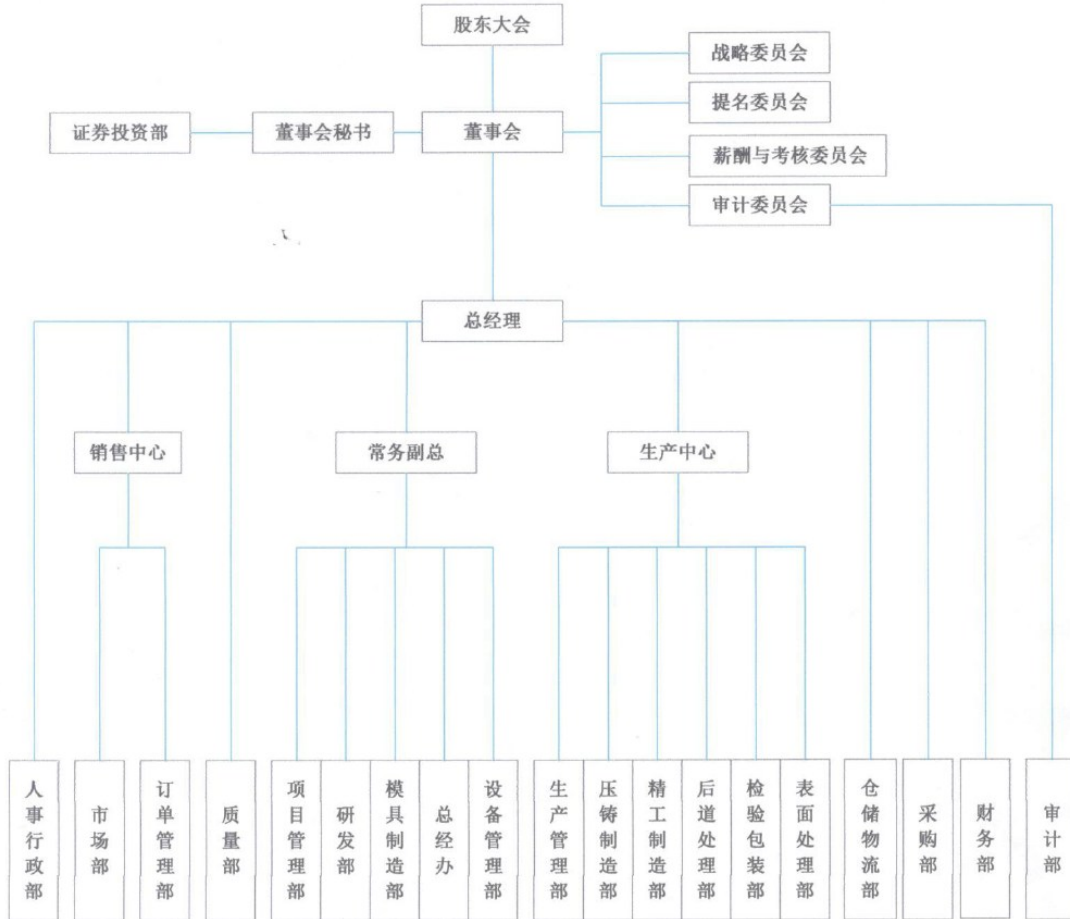 股东大会
战略委员会
提名委员会
证券投资部
董事会秘书
董事会
薪酬与考核委员会
审计委员会
总经理
销售中心
常务副总
生产中心
人事行政部
市场部
订单管理部
质量部
项目管理部
研发部
模具制造部
总经办
设备管理部
生产管理部
压铸制造部
精工制造部
后道处理部
检验包装部
表面处理部
仓储物流部
采购部
财务部
审计部